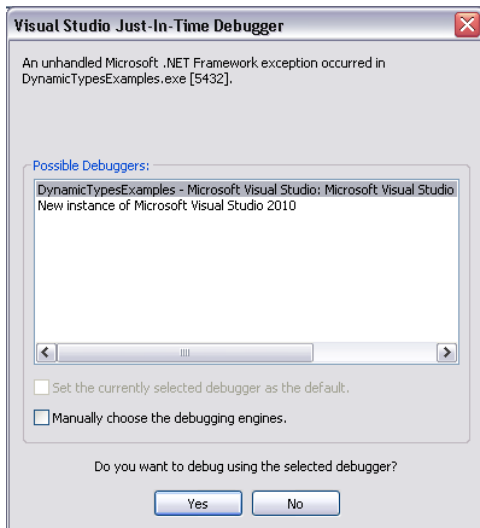 Visual Studio Just-In-Time Debugger
An unhandled Microsoft .NET Framework exception occurred in
DynamicTypesExamples.exe [5432].
Possible Debuggers:
DynamicTypesExamples - Microsoft Visual Studio: Microsoft Visual Studio
New instance of Microsoft Visual Studio 2010
Set the currently selected debugger as the default.
Manually choose the debugging engines.
Do you want to debug using the selected debugger?
Yes No